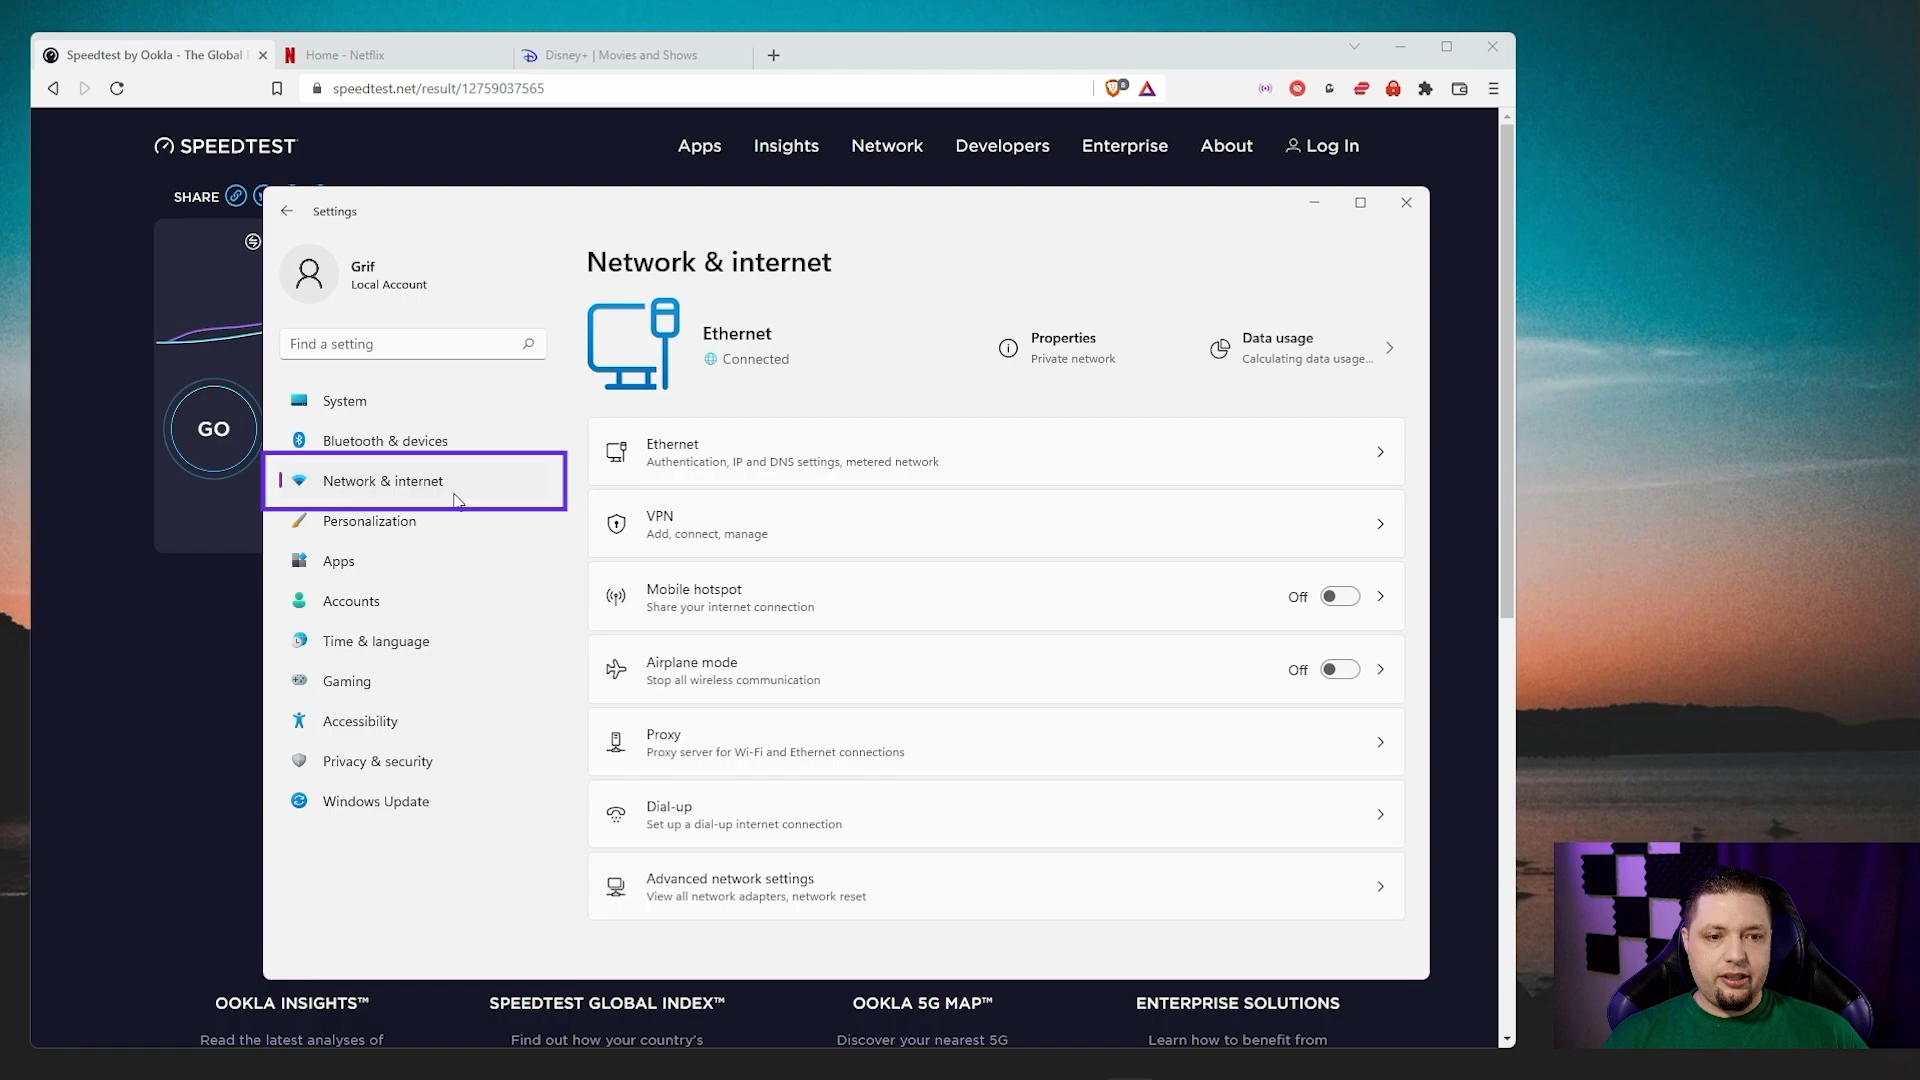 Speedtest by Ookla - The Global
Home - Netflix
Disney+ | Movies and Shows
speedtest.net/result/12759037565
SPEEDTEST
Apps
Insights
Network
Developers
Enterprise
About
Log In
SHARE
GO
Settings
Grif
Local Account
Find a setting
System
Bluetooth & devices
Network & internet
Personalization
Apps
Accounts
Time & language
Gaming
Accessibility
Privacy & security
Windows Update
Network & internet
Ethernet
Connected
Properties
Private network
Data usage
Calculating data usage...
Ethernet
Authentication, IP and DNS settings, metered network
VPN
Add, connect, manage
Mobile hotspot
Share your internet connection
Off
Airplane mode
Stop all wireless communication
Off
Proxy
Proxy server for Wi-Fi and Ethernet connections
Dial-up
Set up a dial-up internet connection
Advanced network settings
View all network adapters, network reset
OOKLA INSIGHTS™
Read the latest analyses of
SPEEDTEST GLOBAL INDEX™
Find out how your country's
OOKLA 5G MAP™
Discover your nearest 5G
ENTERPRISE SOLUTIONS
Learn how to benefit from